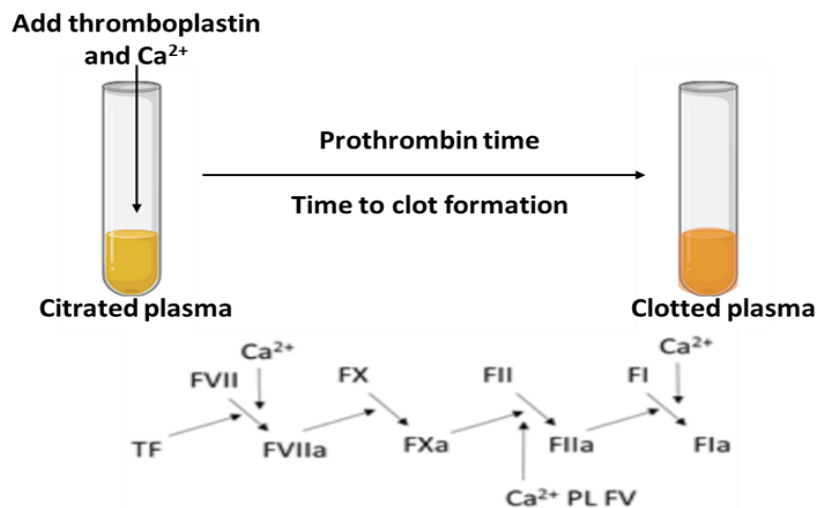 Add thromboplastin
and Ca²⁺
Prothrombin time
Time to clot formation
Citrated plasma
Clotted plasma
Ca²⁺
Ca²⁺
FVII
FX
FII
FI
TF
FVIIa
FXa
FIIa
FIa
Ca²⁺ PL FV